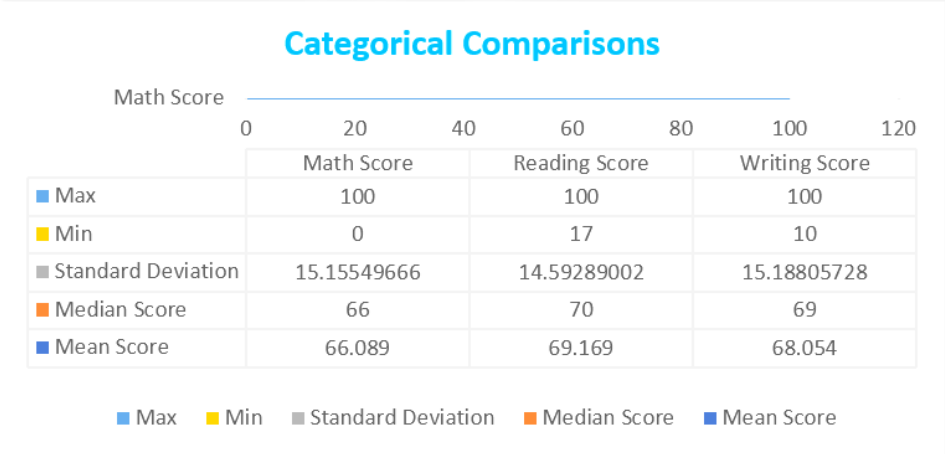 Categorical Comparisons
Math Score
0 20 40 60 80 100 120
Math Score Reading Score Writing Score
Max 100 100 100
Min 0 17 10
Standard Deviation 15.15549666 14.59289002 15.18805728
Median Score 66 70 69
Mean Score 66.089 69.169 68.054
Max Min Standard Deviation Median Score Mean Score